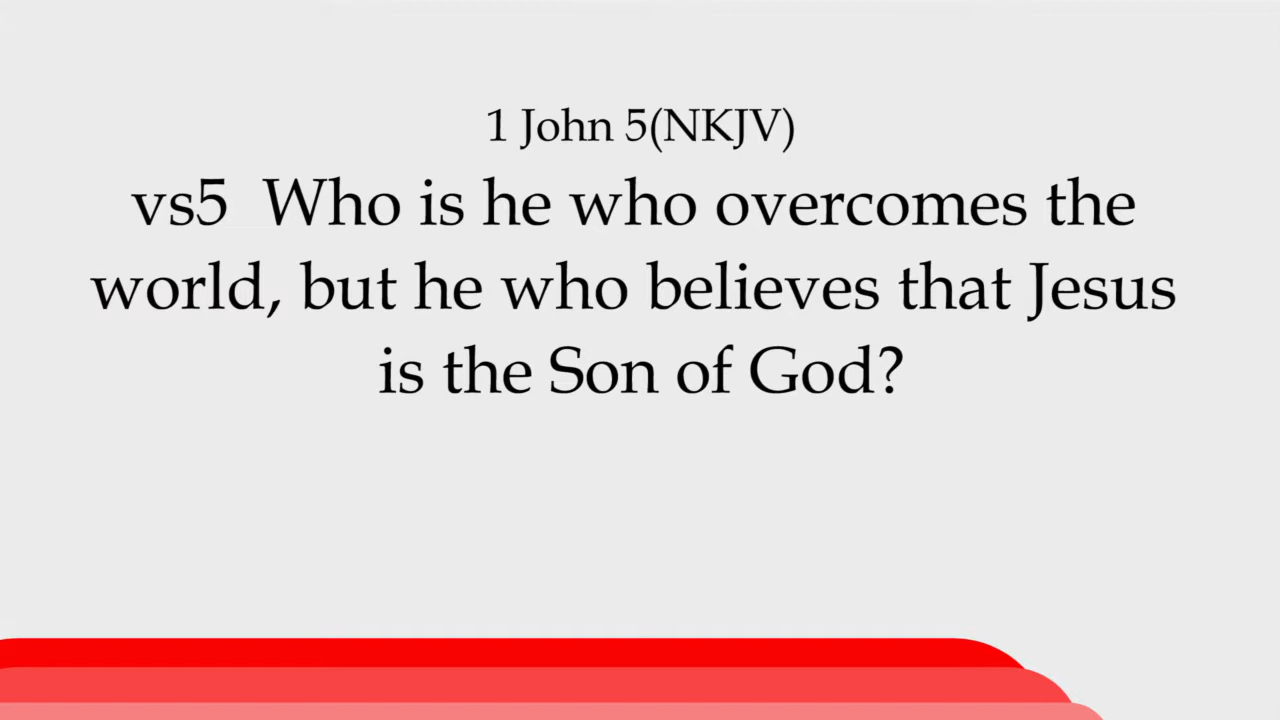 1 John 5(NKJV)
vs5  Who is he who overcomes the
world, but he who believes that Jesus
is the Son of God?